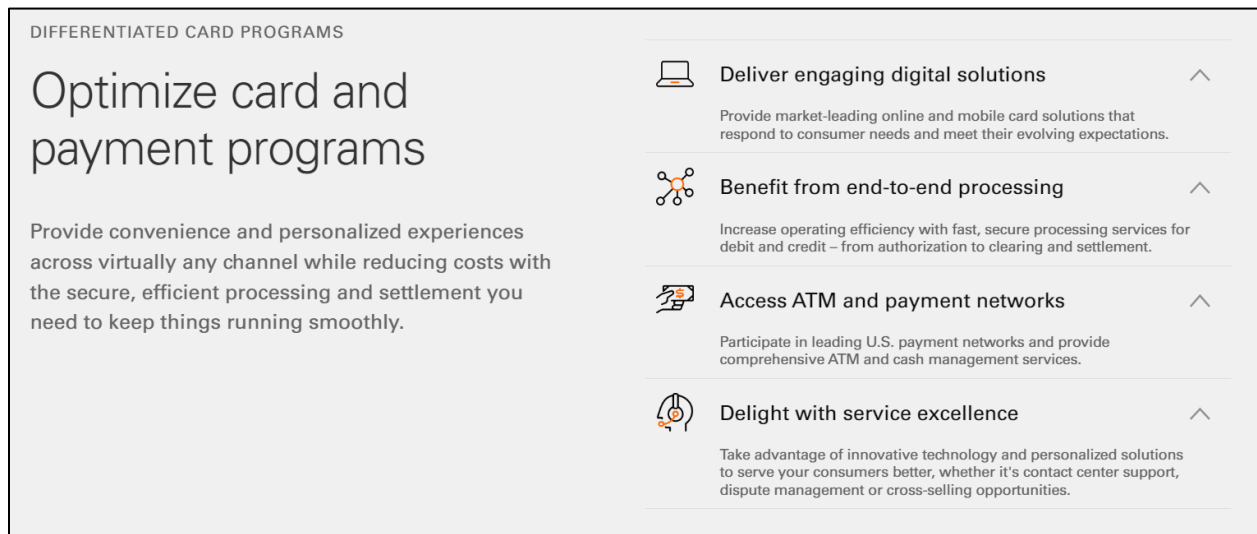 DIFFERENTIATED CARD PROGRAMS
Optimize card and
payment programs
Provide convenience and personalized experiences
across virtually any channel while reducing costs with
the secure, efficient processing and settlement you
need to keep things running smoothly.
Deliver engaging digital solutions
Provide market-leading online and mobile card solutions that
respond to consumer needs and meet their evolving expectations.
Benefit from end-to-end processing
Increase operating efficiency with fast, secure processing services for
debit and credit – from authorization to clearing and settlement.
Access ATM and payment networks
Participate in leading U.S. payment networks and provide
comprehensive ATM and cash management services.
Delight with service excellence
Take advantage of innovative technology and personalized solutions
to serve your consumers better, whether it's contact center support,
dispute management or cross-selling opportunities.